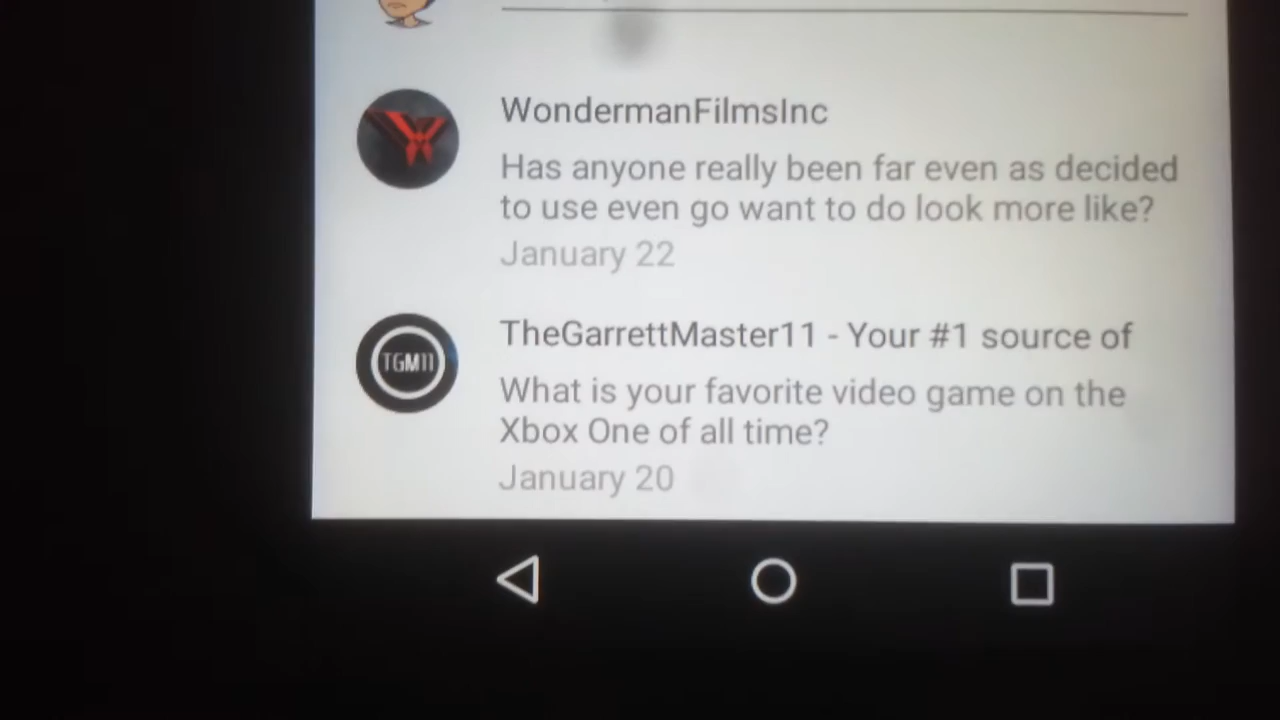 WondermanFilmsInc
Has anyone really been far even as decided
to use even go want to do look more like?
January 22
TheGarrettMaster11 - Your #1 source of
TGM11
What is your favorite video game on the
Xbox One of all time?
January 20